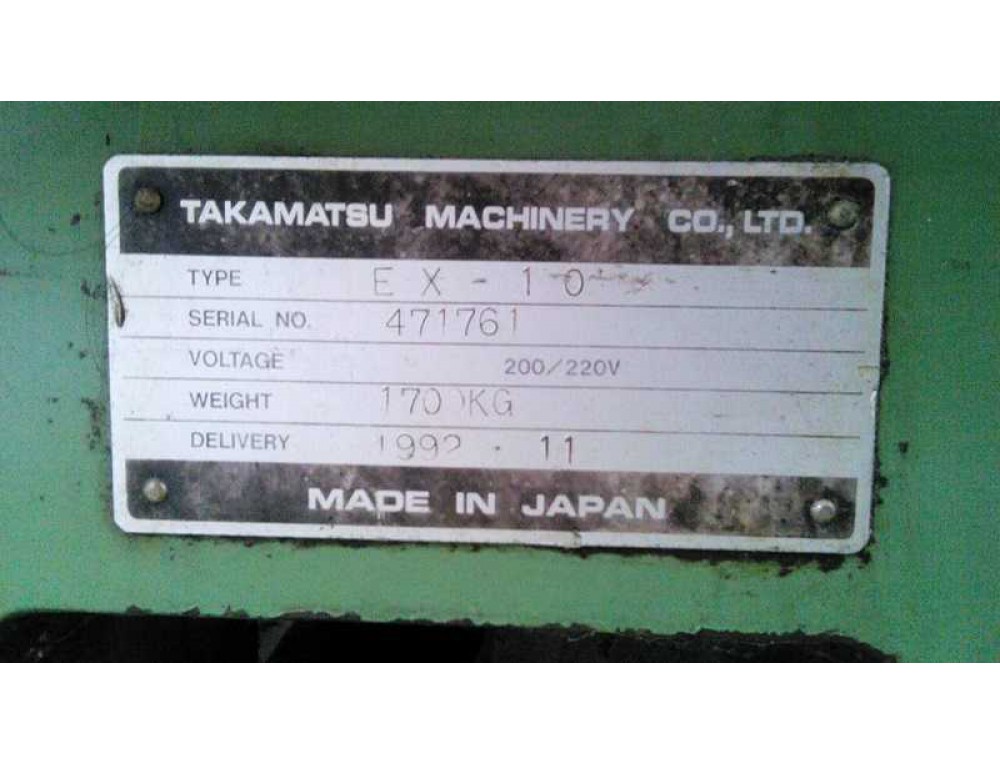 TAKAMATSU MACHINERY CO., LTD.
TYPE EX-10
SERIAL NO. 471761
VOLTAGE 200/220V
WEIGHT 1700KG
DELIVERY 1992 · 11
MADE IN JAPAN